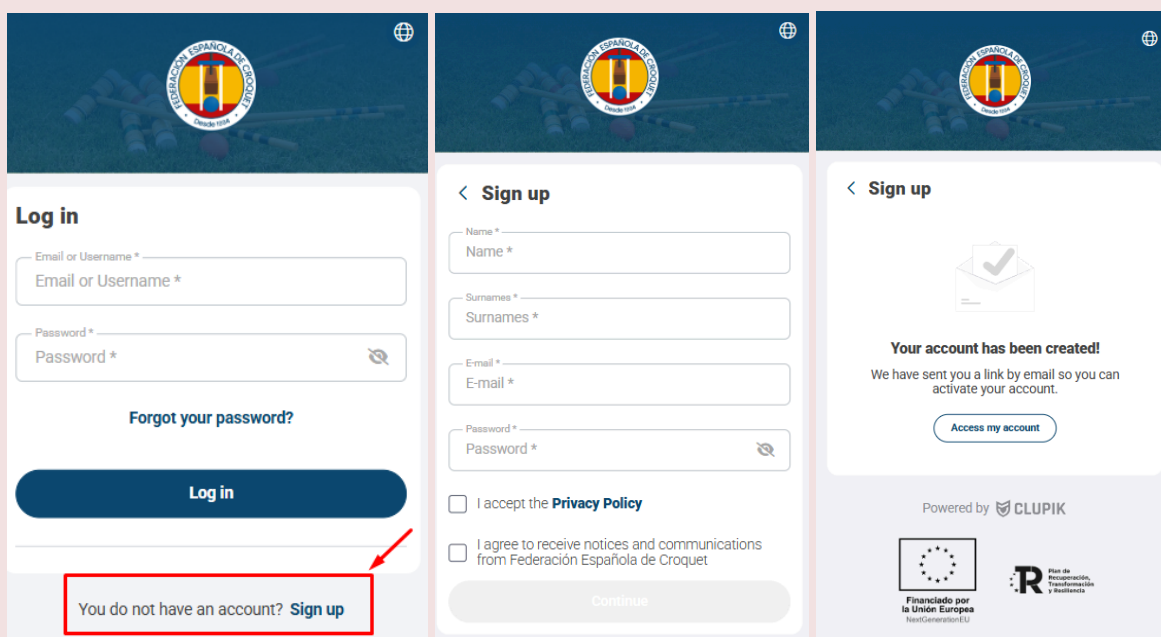 FEDERACIÓN ESPAÑOLA DE CROQUET
Desde 1994
Log in
Email or Username *
Email or Username *
Password *
Password *
Forgot your password?
Log in
You do not have an account? Sign up
FEDERACIÓN ESPAÑOLA DE CROQUET
Desde 1994
Sign up
Name *
Name *
Surnames *
Surnames *
E-mail *
E-mail *
Password *
Password *
I accept the Privacy Policy
I agree to receive notices and communications
from Federación Española de Croquet
Continue
FEDERACIÓN ESPAÑOLA DE CROQUET
Desde 1994
Sign up
Your account has been created!
We have sent you a link by email so you can
activate your account.
Access my account
Powered by CLUPIK
Financiado por
la Unión Europea
NextGenerationEU
TR
Plan de
Recuperación,
Transformación
y Resiliencia